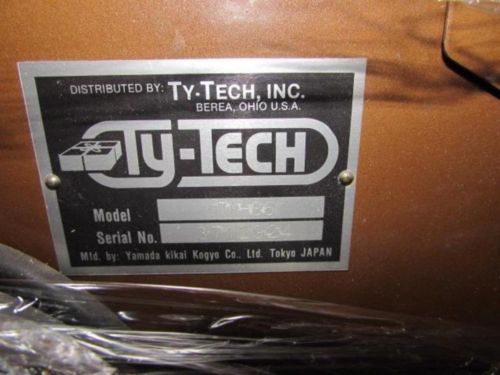 DISTRIBUTED BY: TY-TECH, INC.
BEREA, OHIO U.S.A.
TY-TECH
Model
Serial No.
Mfd. by: Yamada kikai Kogyo Co., Ltd. Tokyo JAPAN